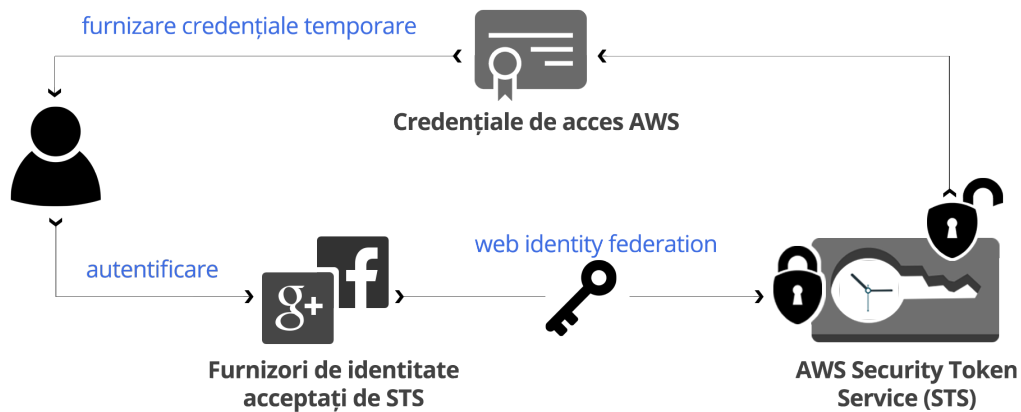 furnizare credențiale temporare
Credențiale de acces AWS
web identity federation
autentificare
g+
f
Furnizori de identitate
acceptați de STS
AWS Security Token
Service (STS)